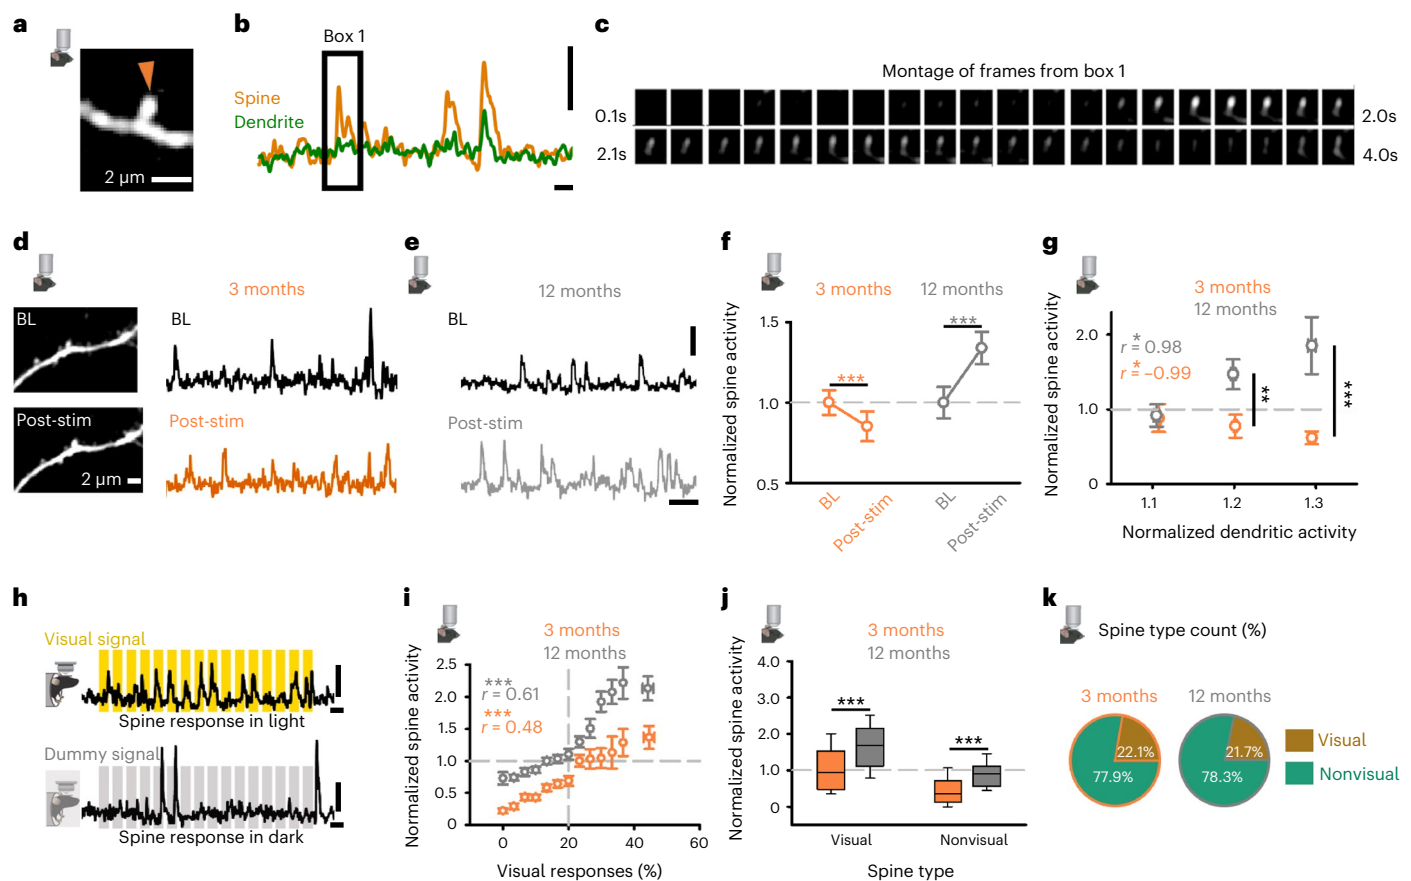 a
2 µm
b
Box 1
Spine
Dendrite
c
Montage of frames from box 1
0.1s
2.0s
2.1s
4.0s
d
3 months
BL
BL
Post-stim
2 µm
Post-stim
e
12 months
BL
Post-stim
f
3 months
12 months
Normalized spine activity
1.5
1.0
0.5
***
***
BL
Post-stim
BL
Post-stim
g
3 months
12 months
Normalized spine activity
2.0
1.0
0
*
r = 0.98
*
r = –0.99
**
***
1.1
1.2
1.3
Normalized dendritic activity
h
Visual signal
Spine response in light
Dummy signal
Spine response in dark
i
3 months
12 months
Normalized spine activity
2.5
2.0
1.5
1.0
0.5
0
***
r = 0.61
***
r = 0.48
0
20
40
60
Visual responses (%)
j
3 months
12 months
Normalized spine activity
4.0
3.0
2.0
1.0
0
***
***
Visual
Nonvisual
Spine type
k
Spine type count (%)
3 months
12 months
22.1%
77.9%
21.7%
78.3%
Visual
Nonvisual